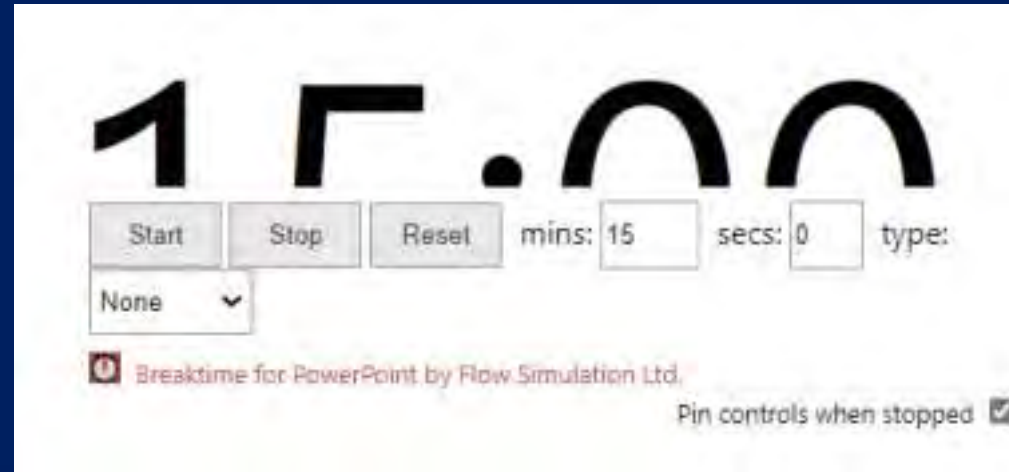 15:00
Start Stop Reset mins: 15 secs: 0 type:
None
Breaktime for PowerPoint by Flow Simulation Ltd.
Pin controls when stopped